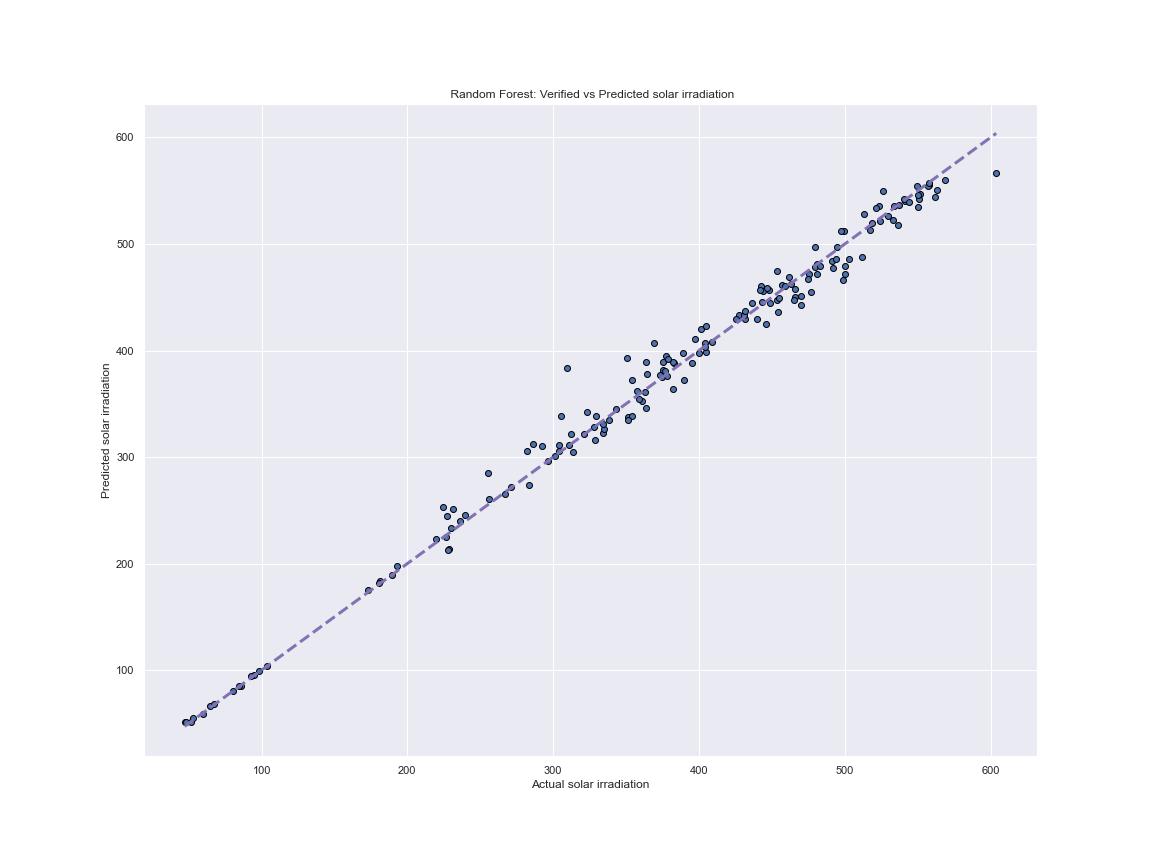 Random Forest: Verified vs Predicted solar irradiation
600
500
400
300
200
100
Predicted solar irradiation
100 200 300 400 500 600
Actual solar irradiation